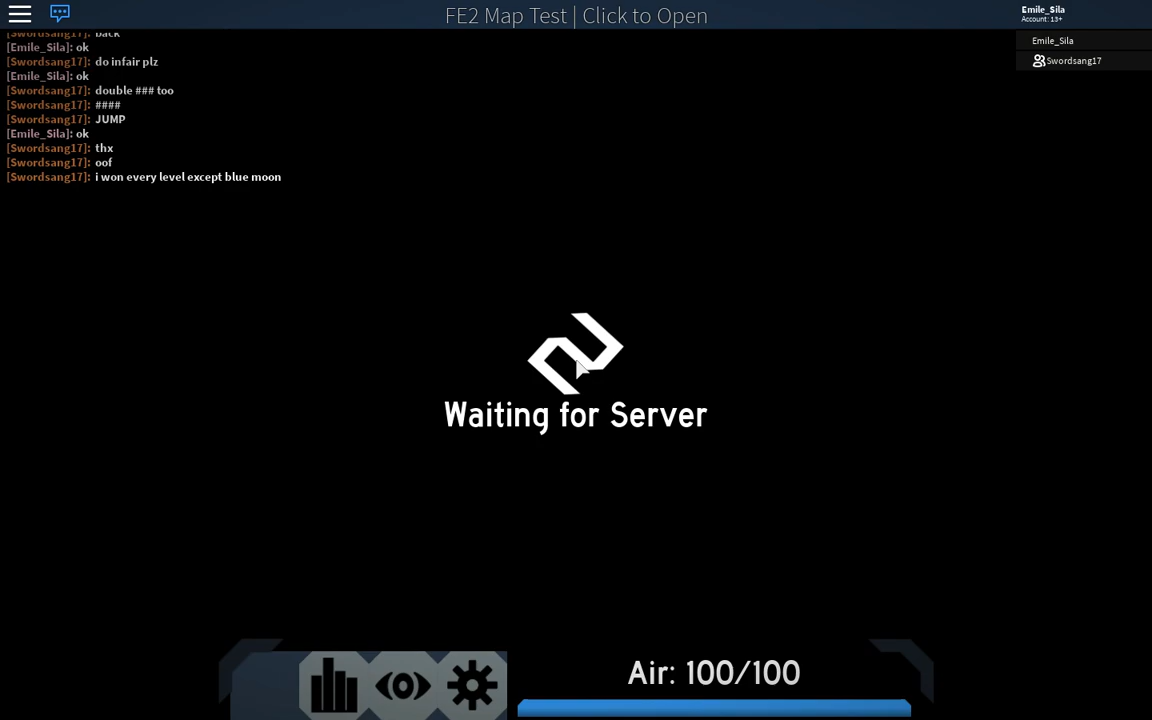 FE2 Map Test | Click to Open
Emile_Sila
Account: 13+
Emile_Sila
Swordsang17
[Swordsang17]: back
[Emile_Sila]: ok
[Swordsang17]: do infair plz
[Emile_Sila]: ok
[Swordsang17]: double ### too
[Swordsang17]: ####
[Swordsang17]: JUMP
[Emile_Sila]: ok
[Swordsang17]: thx
[Swordsang17]: oof
[Swordsang17]: i won every level except blue moon
Waiting for Server
Air: 100/100